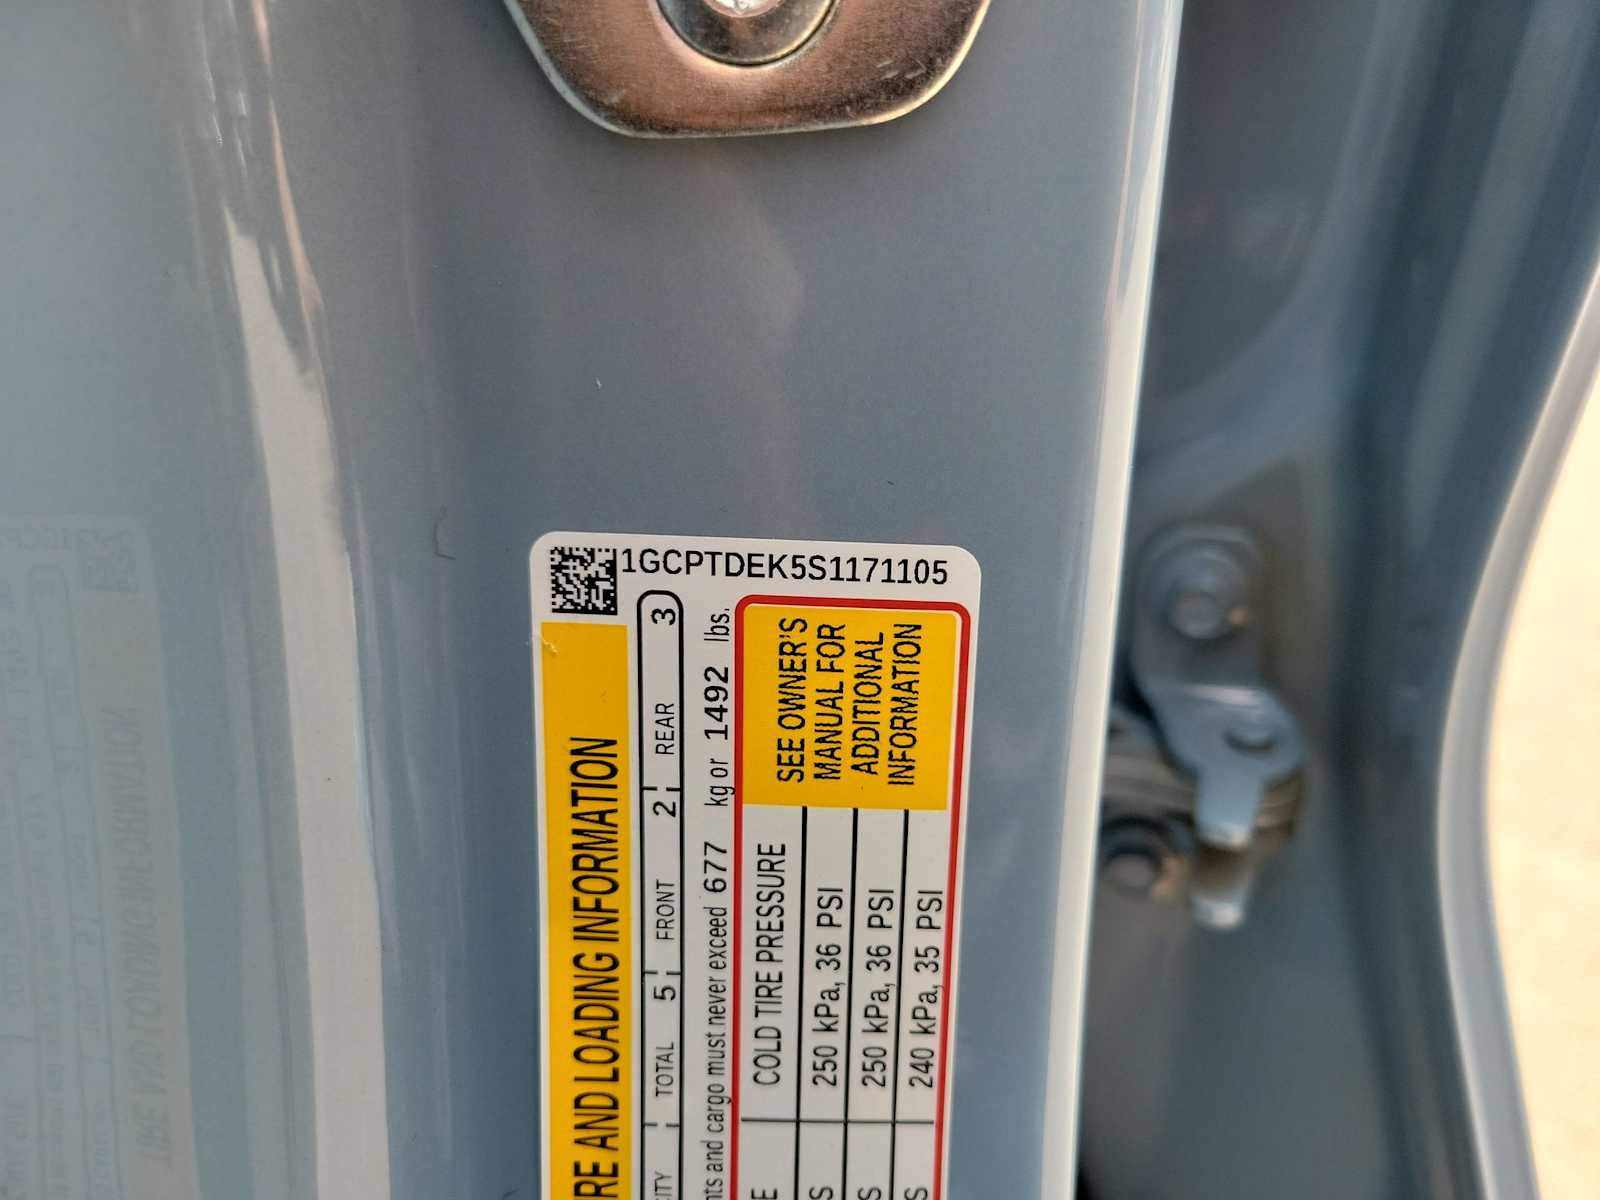 1GCPTDEK5S1171105
TIRE AND LOADING INFORMATION
TOTAL 5 FRONT 2 REAR 3
and cargo must never exceed 677 kg or 1492 lbs.
COLD TIRE PRESSURE
250 kPa, 36 PSI
250 kPa, 36 PSI
240 kPa, 35 PSI
SEE OWNER'S
MANUAL FOR
ADDITIONAL
INFORMATION